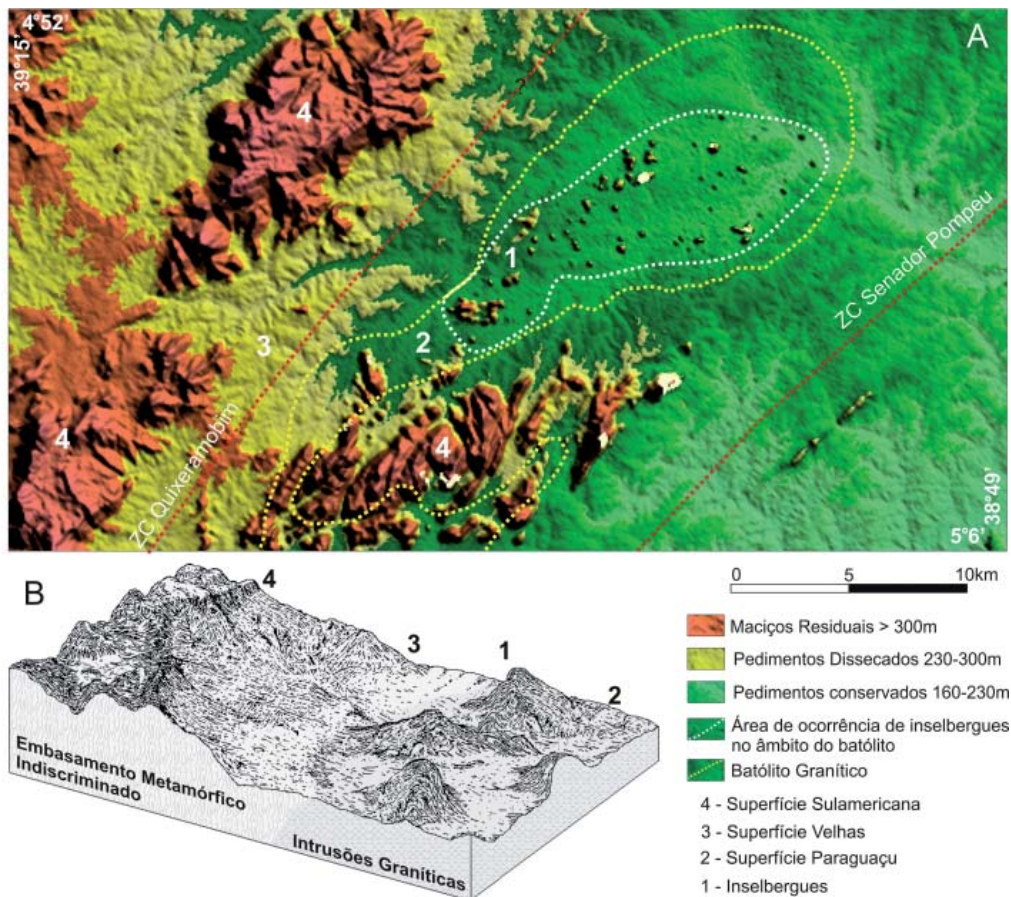 4°52'
39°15'
A
4
1
2
3
4
4
ZC Quixeramobim
ZC Senador Pompeu
38°49'
5°6'
B
4
3
1
2
Embasamento Metamórfico
Indiscriminado
Intrusões Graníticas
0 5 10km
Maciços Residuais > 300m
Pedimentos Dissecados 230-300m
Pedimentos conservados 160-230m
Área de ocorrência de inselbergues
no âmbito do batólito
Batólito Granítico
4 - Superfície Sulamericana
3 - Superfície Velhas
2 - Superfície Paraguaçu
1 - Inselbergues